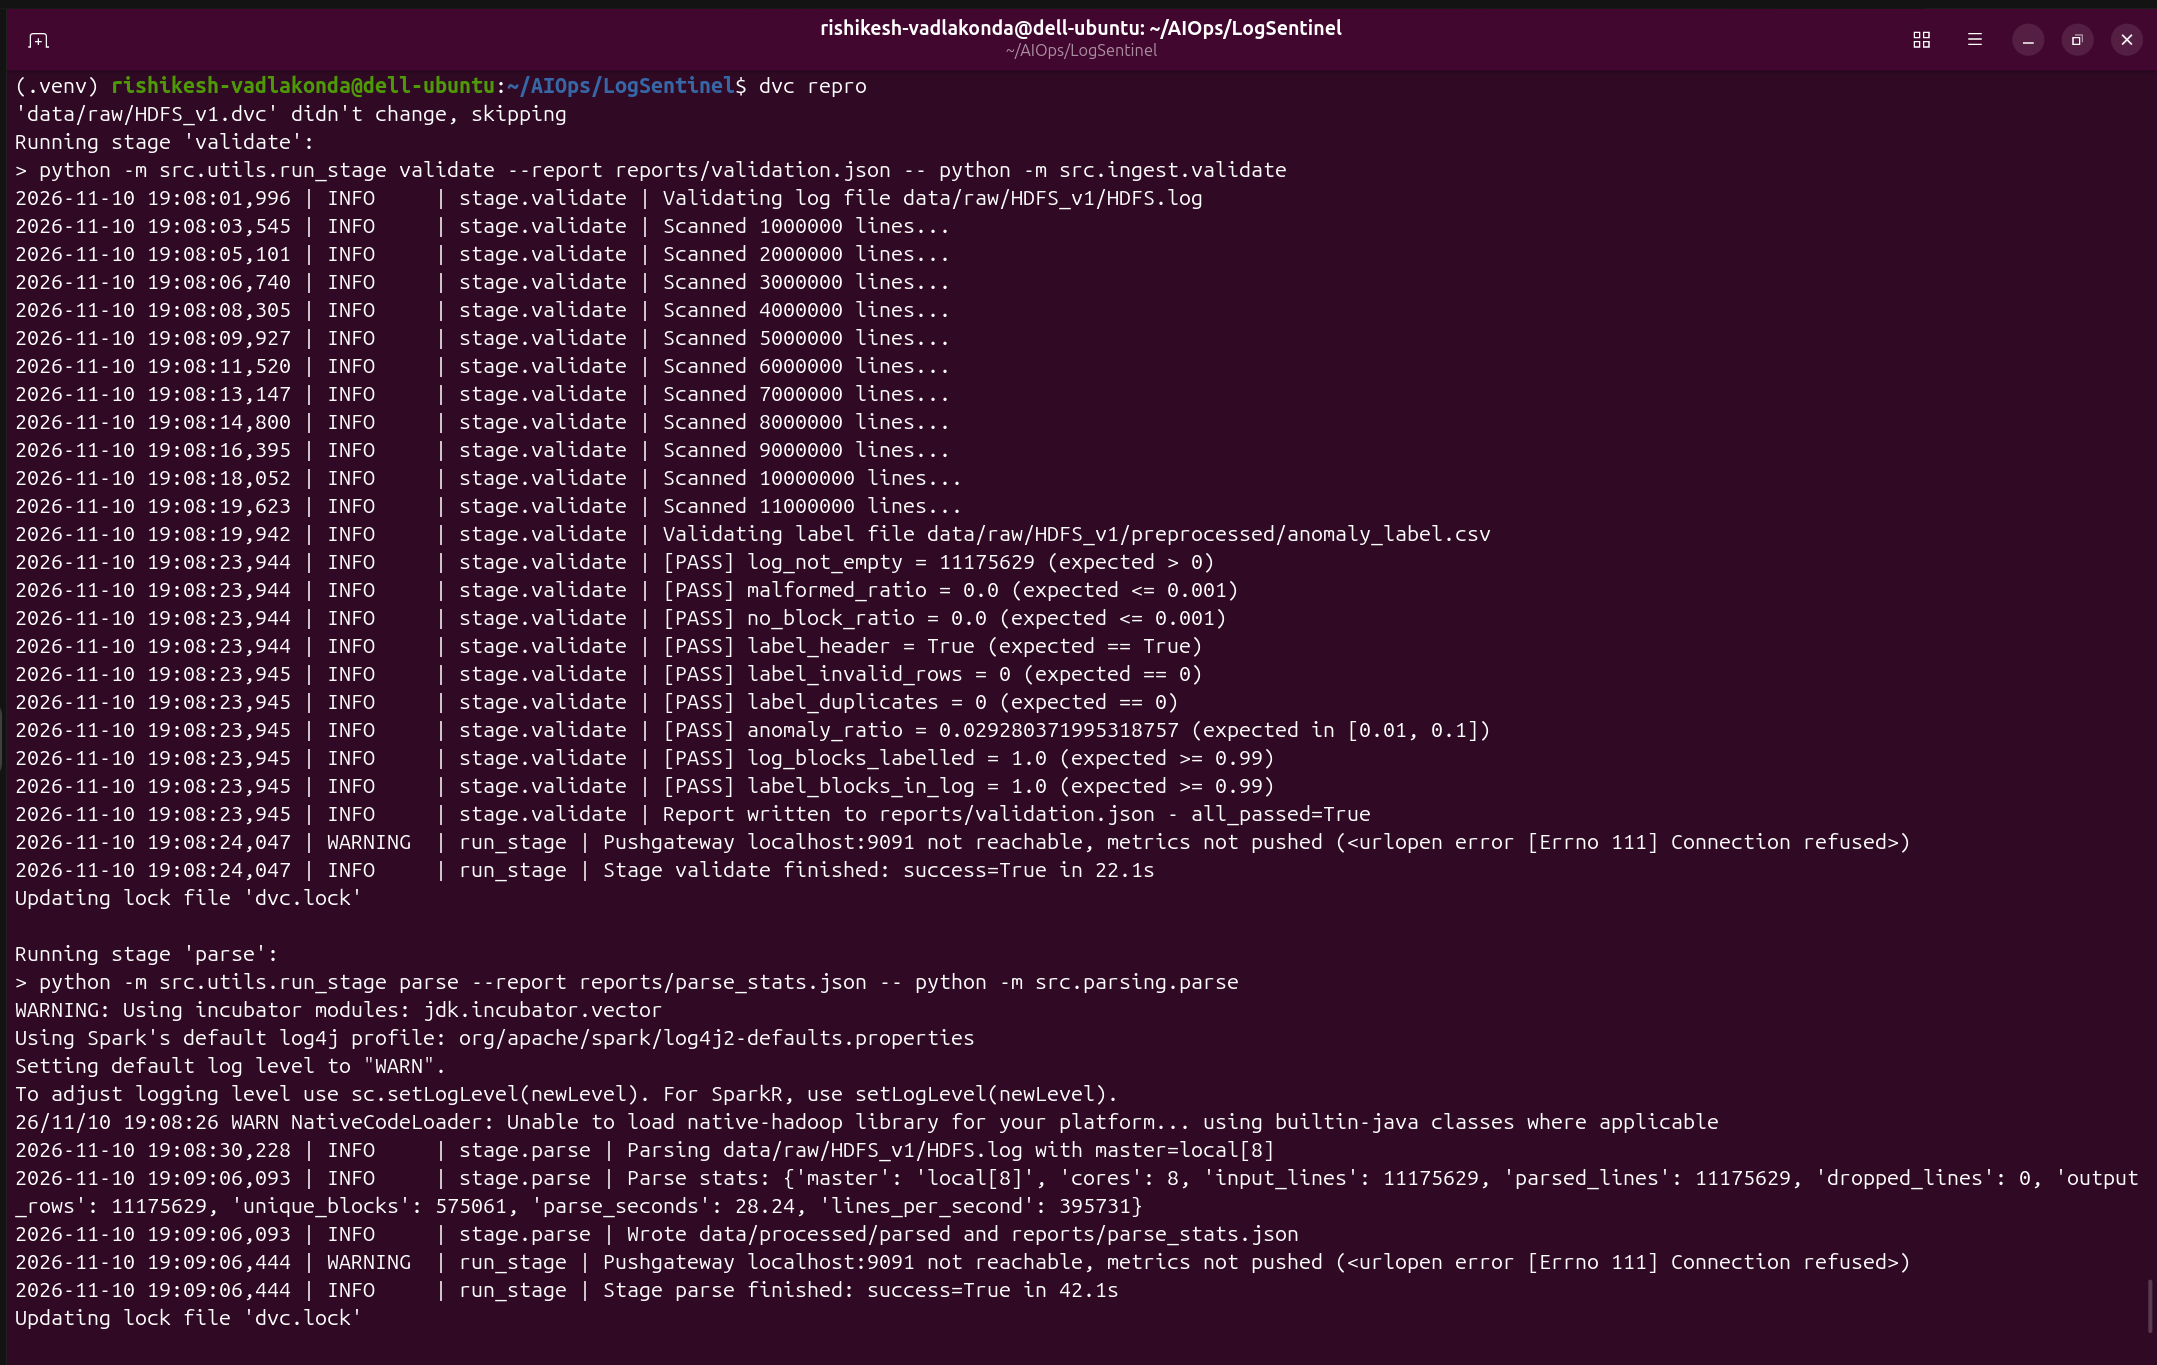 rishikesh-vadlakonda@dell-ubuntu: ~/AIOps/LogSentinel
~/AIOps/LogSentinel
(.venv) rishikesh-vadlakonda@dell-ubuntu:~/AIOps/LogSentinel$ dvc repro
'data/raw/HDFS_v1.dvc' didn't change, skipping
Running stage 'validate':
> python -m src.utils.run_stage validate --report reports/validation.json -- python -m src.ingest.validate
2026-11-10 19:08:01,996 | INFO     | stage.validate | Validating log file data/raw/HDFS_v1/HDFS.log
2026-11-10 19:08:03,545 | INFO     | stage.validate | Scanned 1000000 lines...
2026-11-10 19:08:05,101 | INFO     | stage.validate | Scanned 2000000 lines...
2026-11-10 19:08:06,740 | INFO     | stage.validate | Scanned 3000000 lines...
2026-11-10 19:08:08,305 | INFO     | stage.validate | Scanned 4000000 lines...
2026-11-10 19:08:09,927 | INFO     | stage.validate | Scanned 5000000 lines...
2026-11-10 19:08:11,520 | INFO     | stage.validate | Scanned 6000000 lines...
2026-11-10 19:08:13,147 | INFO     | stage.validate | Scanned 7000000 lines...
2026-11-10 19:08:14,800 | INFO     | stage.validate | Scanned 8000000 lines...
2026-11-10 19:08:16,395 | INFO     | stage.validate | Scanned 9000000 lines...
2026-11-10 19:08:18,052 | INFO     | stage.validate | Scanned 10000000 lines...
2026-11-10 19:08:19,623 | INFO     | stage.validate | Scanned 11000000 lines...
2026-11-10 19:08:19,942 | INFO     | stage.validate | Validating label file data/raw/HDFS_v1/preprocessed/anomaly_label.csv
2026-11-10 19:08:23,944 | INFO     | stage.validate | [PASS] log_not_empty = 11175629 (expected > 0)
2026-11-10 19:08:23,944 | INFO     | stage.validate | [PASS] malformed_ratio = 0.0 (expected <= 0.001)
2026-11-10 19:08:23,944 | INFO     | stage.validate | [PASS] no_block_ratio = 0.0 (expected <= 0.001)
2026-11-10 19:08:23,944 | INFO     | stage.validate | [PASS] label_header = True (expected == True)
2026-11-10 19:08:23,945 | INFO     | stage.validate | [PASS] label_invalid_rows = 0 (expected == 0)
2026-11-10 19:08:23,945 | INFO     | stage.validate | [PASS] label_duplicates = 0 (expected == 0)
2026-11-10 19:08:23,945 | INFO     | stage.validate | [PASS] anomaly_ratio = 0.029280371995318757 (expected in [0.01, 0.1])
2026-11-10 19:08:23,945 | INFO     | stage.validate | [PASS] log_blocks_labelled = 1.0 (expected >= 0.99)
2026-11-10 19:08:23,945 | INFO     | stage.validate | [PASS] label_blocks_in_log = 1.0 (expected >= 0.99)
2026-11-10 19:08:23,945 | INFO     | stage.validate | Report written to reports/validation.json - all_passed=True
2026-11-10 19:08:24,047 | WARNING  | run_stage | Pushgateway localhost:9091 not reachable, metrics not pushed (<urlopen error [Errno 111] Connection refused>)
2026-11-10 19:08:24,047 | INFO     | run_stage | Stage validate finished: success=True in 22.1s
Updating lock file 'dvc.lock'

Running stage 'parse':
> python -m src.utils.run_stage parse --report reports/parse_stats.json -- python -m src.parsing.parse
WARNING: Using incubator modules: jdk.incubator.vector
Using Spark's default log4j profile: org/apache/spark/log4j2-defaults.properties
Setting default log level to "WARN".
To adjust logging level use sc.setLogLevel(newLevel). For SparkR, use setLogLevel(newLevel).
26/11/10 19:08:26 WARN NativeCodeLoader: Unable to load native-hadoop library for your platform... using builtin-java classes where applicable
2026-11-10 19:08:30,228 | INFO     | stage.parse | Parsing data/raw/HDFS_v1/HDFS.log with master=local[8]
2026-11-10 19:09:06,093 | INFO     | stage.parse | Parse stats: {'master': 'local[8]', 'cores': 8, 'input_lines': 11175629, 'parsed_lines': 11175629, 'dropped_lines': 0, 'output
_rows': 11175629, 'unique_blocks': 575061, 'parse_seconds': 28.24, 'lines_per_second': 395731}
2026-11-10 19:09:06,093 | INFO     | stage.parse | Wrote data/processed/parsed and reports/parse_stats.json
2026-11-10 19:09:06,444 | WARNING  | run_stage | Pushgateway localhost:9091 not reachable, metrics not pushed (<urlopen error [Errno 111] Connection refused>)
2026-11-10 19:09:06,444 | INFO     | run_stage | Stage parse finished: success=True in 42.1s
Updating lock file 'dvc.lock'